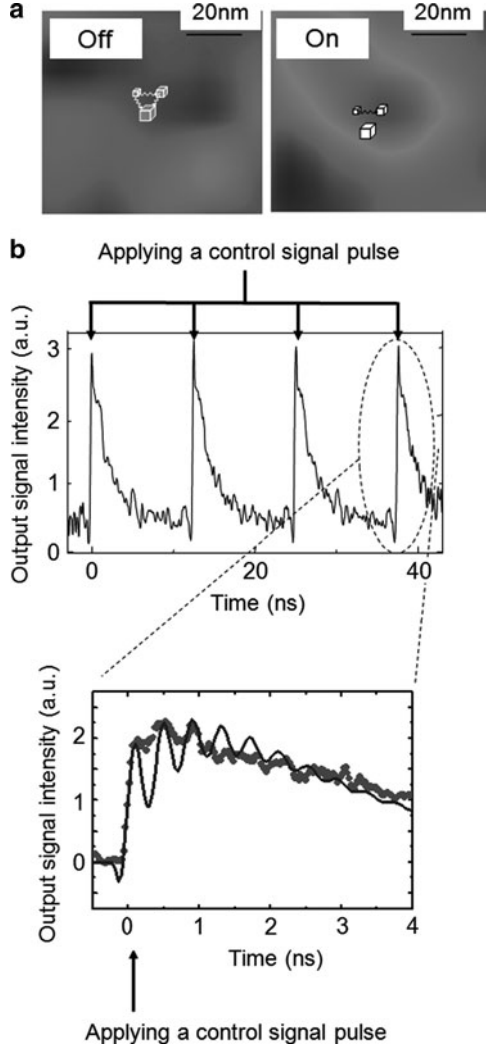 a
20nm
20nm
Off
On
b
Applying a control signal pulse
Output signal intensity (a.u.)
3
2
1
0
0
20
40
Time (ns)
Output signal intensity (a.u.)
2
1
0
0
1
2
3
4
Time (ns)
Applying a control signal pulse